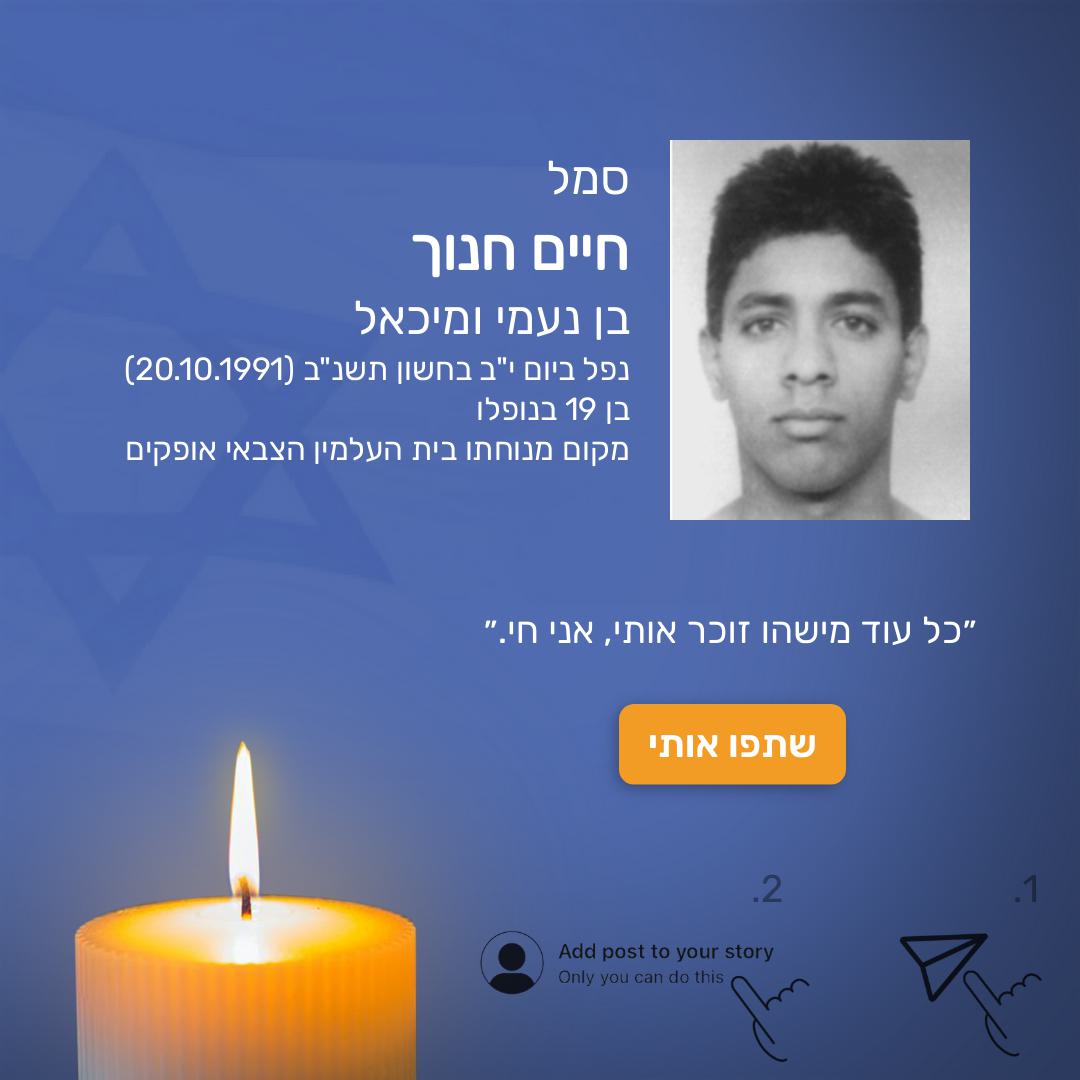 סמל
חיים חנוך
בן נעמי ומיכאל
נפל ביום י"ב בחשון תשנ"ב (20.10.1991)
בן 19 בנופלו
מקום מנוחתו בית העלמין הצבאי אופקים
״כל עוד מישהו זוכר אותי, אני חי.״
שתפו אותי
1.
2.
Add post to your story
Only you can do this